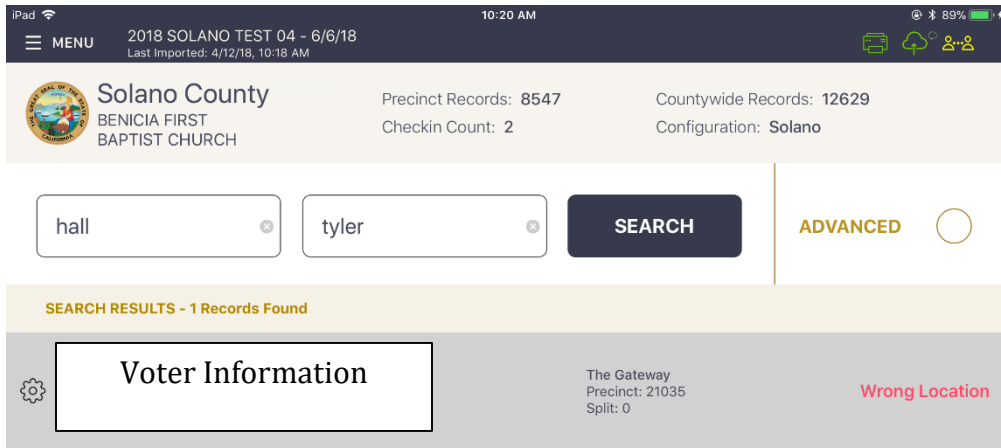 iPad 10:20 AM 89%
MENU 2018 SOLANO TEST 04 - 6/6/18
Last Imported: 4/12/18, 10:18 AM
Solano County
BENICIA FIRST
BAPTIST CHURCH
Precinct Records: 8547
Checkin Count: 2
Countywide Records: 12629
Configuration: Solano
hall tyler SEARCH ADVANCED
SEARCH RESULTS - 1 Records Found
Voter Information
The Gateway
Precinct: 21035
Split: 0
Wrong Location